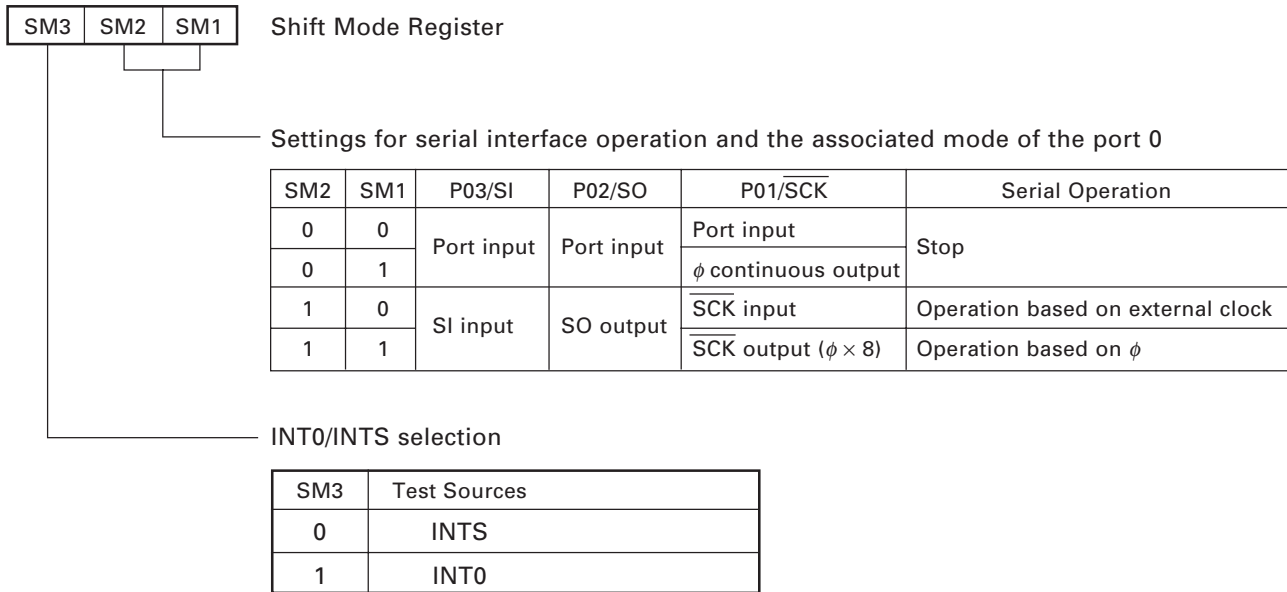 SM3 SM2 SM1 Shift Mode Register
Settings for serial interface operation and the associated mode of the port 0
SM2 SM1 P03/SI P02/SO P01/S̅C̅K̅ Serial Operation
0 0 Port input Port input Port input Stop
0 1 ϕ continuous output
1 0 SI input SO output S̅C̅K̅ input Operation based on external clock
1 1 S̅C̅K̅ output (ϕ × 8) Operation based on ϕ
INT0/INTS selection
SM3 Test Sources
0 INTS
1 INT0